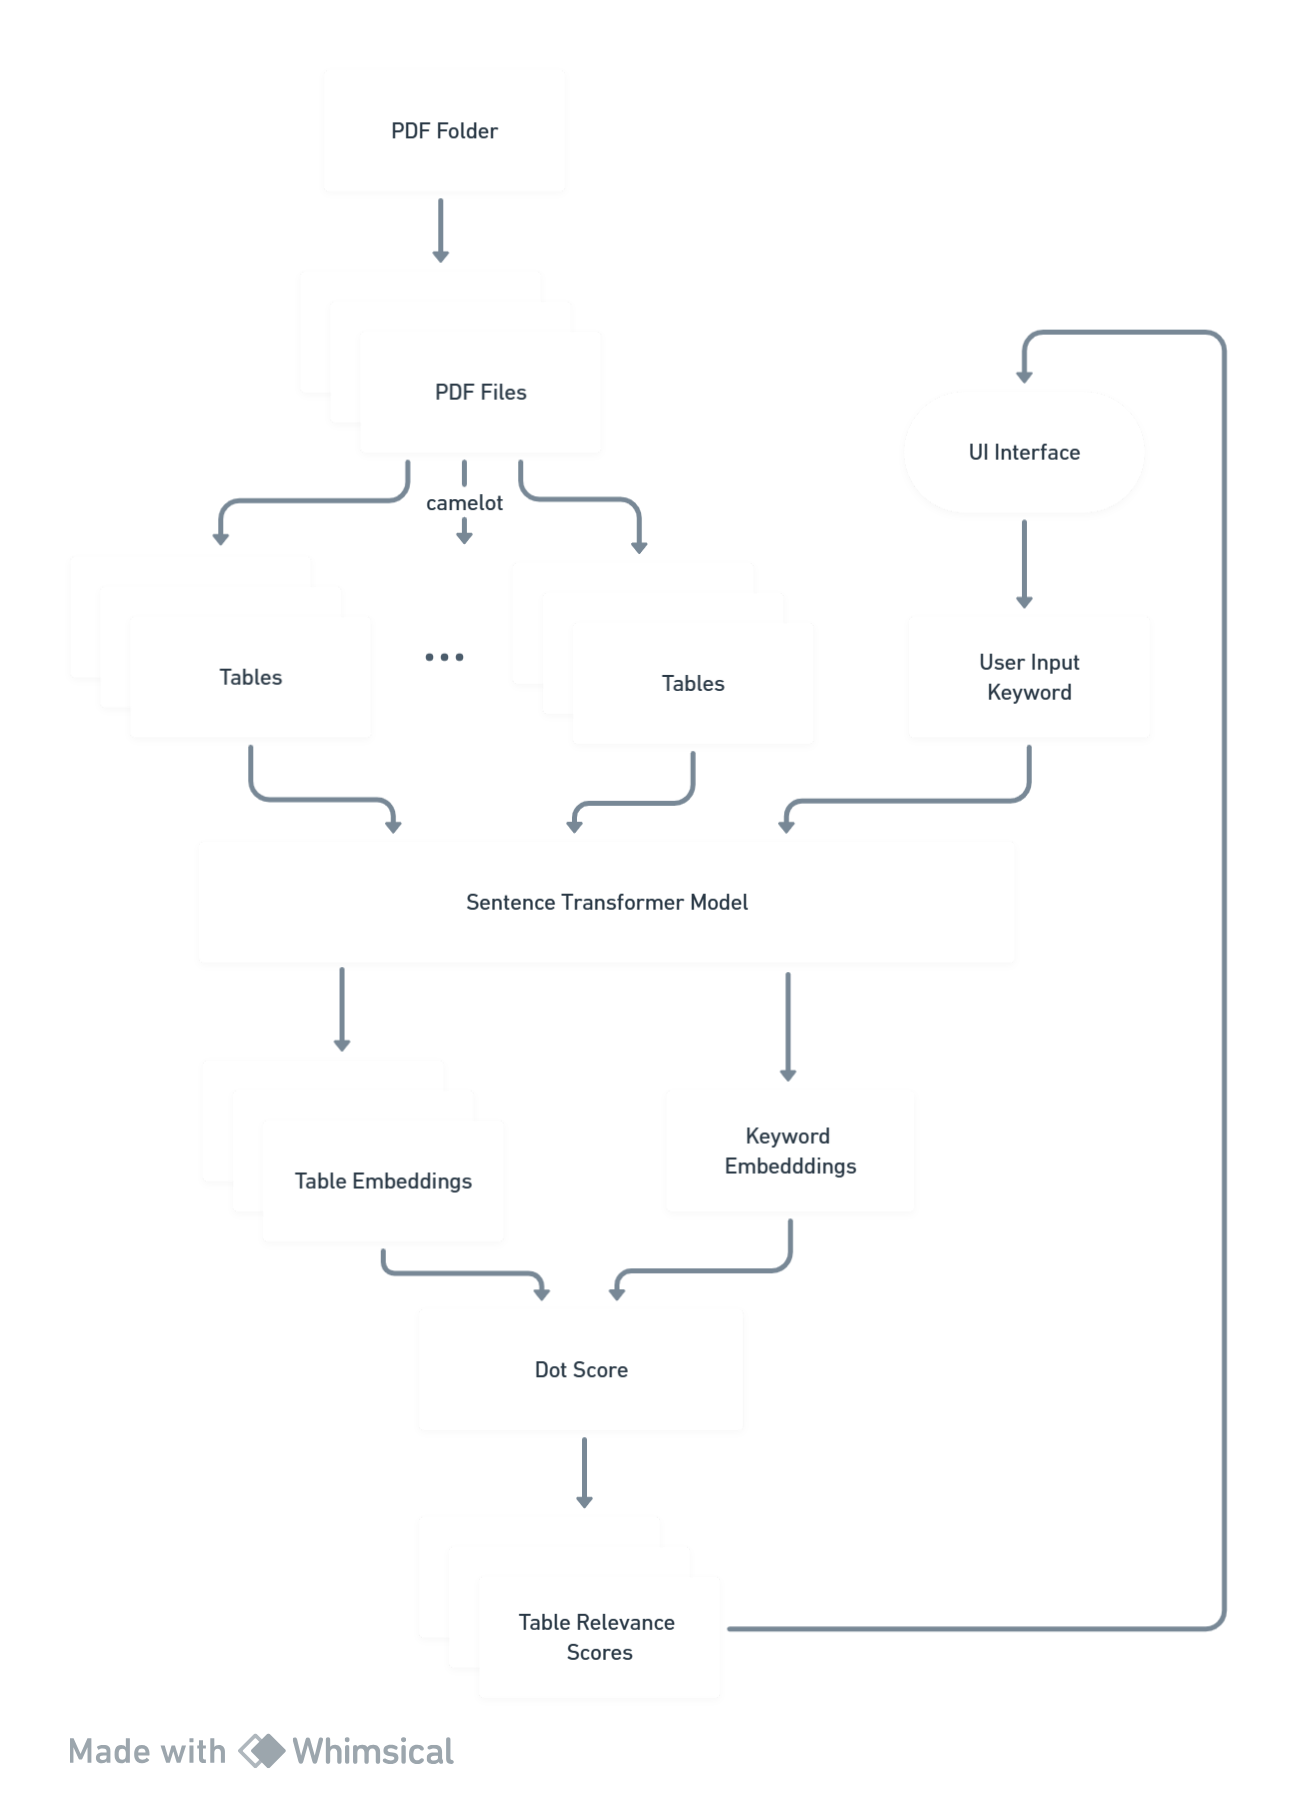 PDF Folder
PDF Files
camelot
UI Interface
Tables
...
Tables
User Input
Keyword
Sentence Transformer Model
Table Embeddings
Keyword
Embedddings
Dot Score
Table Relevance
Scores
Made with Whimsical